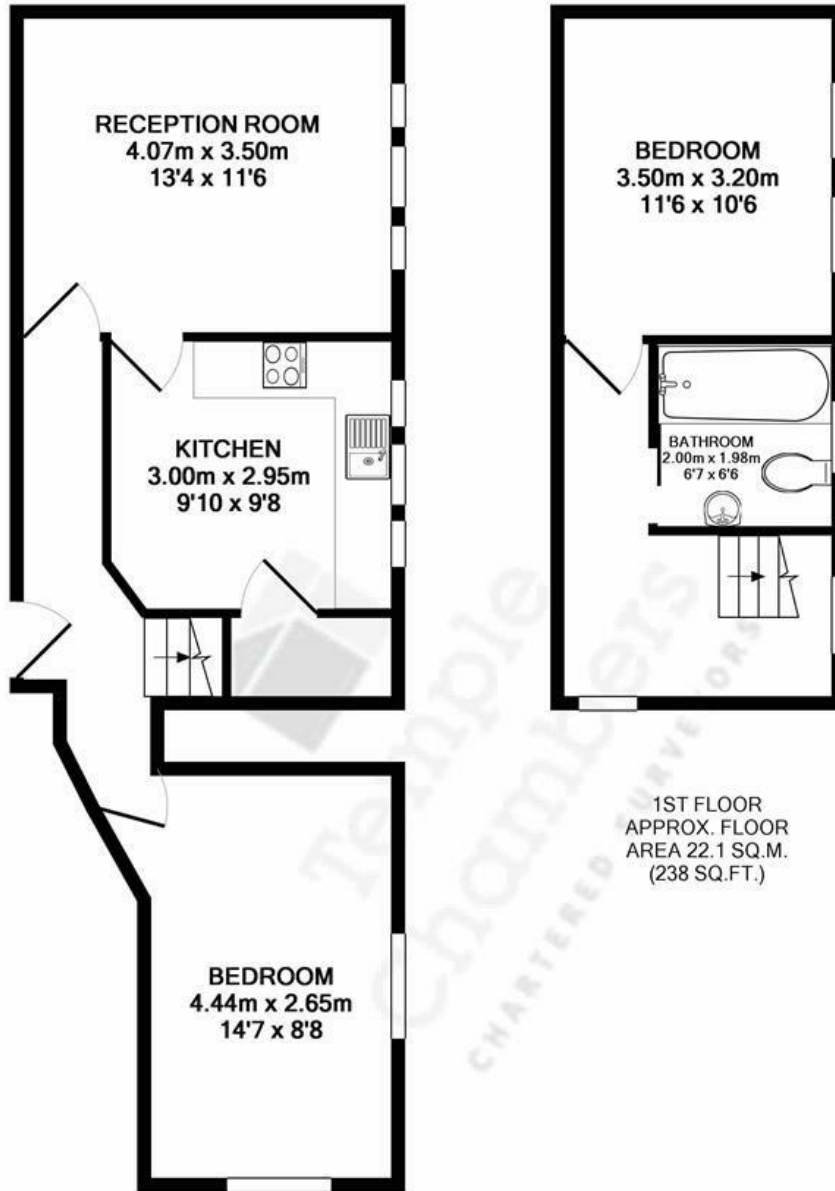 RECEPTION ROOM
4.07m x 3.50m
13'4 x 11'6
KITCHEN
3.00m x 2.95m
9'10 x 9'8
BEDROOM
4.44m x 2.65m
14'7 x 8'8
BEDROOM
3.50m x 3.20m
11'6 x 10'6
BATHROOM
2.00m x 1.98m
6'7 x 6'6
1ST FLOOR
APPROX. FLOOR
AREA 22.1 SQ.M.
(238 SQ.FT.)
Temple
Chambers
CHARTERED SURVEYORS